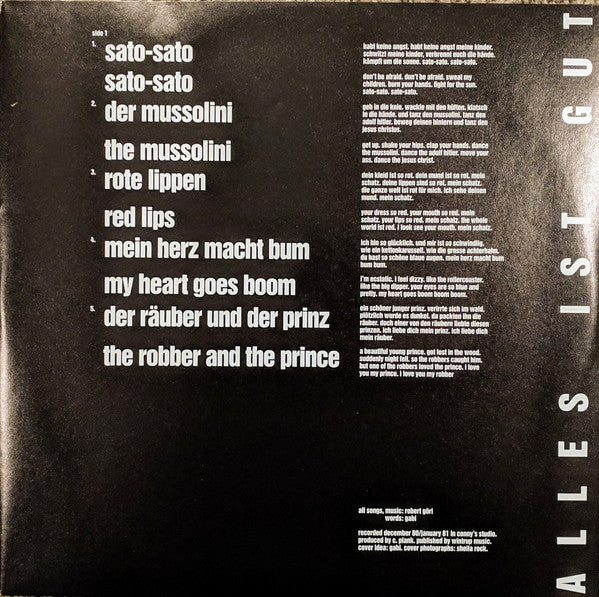 side 1
1. sato-sato
sato-sato
2. der mussolini
the mussolini
3. rote lippen
red lips
4. mein herz macht bum
my heart goes boom
5. der räuber und der prinz
the robber and the prince
habt keine angst. habt keine angst meine kinder.
schwitzt meine kinder, verbrennt euch die hände.
kämpft um die sonne. sato-sato. sato-sato.
don't be afraid. don't be afraid, sweat my
children. burn your hands. fight for the sun.
sato-sato. sato-sato.
geh in die knie. wackle mit den hüften. klatsch
in die hände. und tanz den mussolini. tanz den
adolf hitler. beweg deinen hintern und tanz den
jesus christus.
get up. shake your hips. clap your hands. dance
the mussolini. dance the adolf hitler. move your
ass. dance the jesus christ.
dein kleid ist so rot. dein mund ist so rot. mein
schatz. deine lippen sind so rot. mein schatz.
die ganze welt ist rot für mich. ich sehe deinen
mund. mein schatz.
your dress so red. your mouth so red. mein
schatz. your lips so red. mein schatz. the whole
world ist red. i look see your mouth. mein schatz.
ich bin so glücklich. und mir ist so schwindlig.
wie ein kettenkarussell. wie die grosse achterbahn.
du hast so schöne blaue augen. mein herz macht bum
bum bum.
I'm ecstatic. i feel dizzy. like the rollercoaster.
like the big dipper. your eyes are so blue and
pretty. my heart goes boom boom boom.
ein schöner junger prinz. verirrte sich im wald.
plötzlich wurde es dunkel. da packten ihn die
räuber. doch einer von den räubern liebte diesen
prinzen. ich liebe dich mein prinz. ich liebe dich
mein räuber.
a beautiful young prince. got lost in the wood.
suddenly night fell. so the robbers caught him.
but one of the robbers loved the prince. i love
you my prince. i love you my robber
all songs, music: robert görl
words: gabi
recorded december 80/january 81 in conny's studio.
produced by c. plank. published by wintrup music.
cover idea: gabi. cover photographs: sheila rock.
ALLES IST GUT